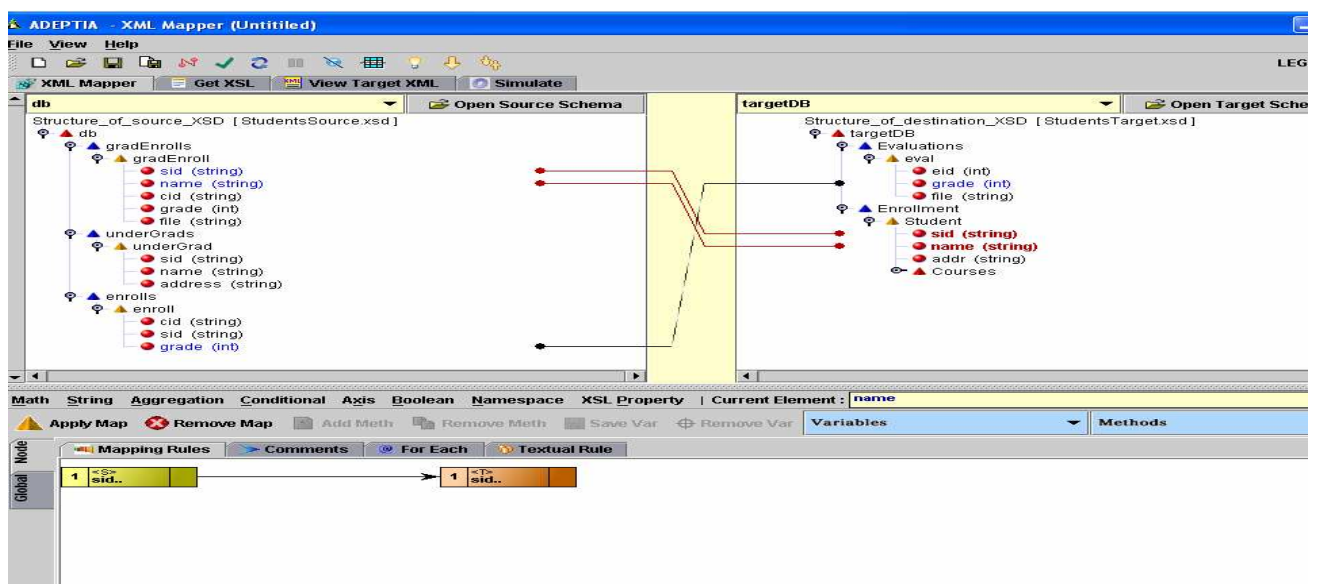 ADEPTIA - XML Mapper (Untitiled)
File View Help
LEG
XML Mapper Get XSL View Target XML Simulate
db Open Source Schema
Structure_of_source_XSD [StudentsSource.xsd]
db
gradEnrolls
gradEnroll
sid (string)
name (string)
cid (string)
grade (int)
file (string)
underGrads
underGrad
sid (string)
name (string)
address (string)
enrolls
enroll
cid (string)
sid (string)
grade (int)
targetDB Open Target Sche
Structure_of_destination_XSD [StudentsTarget.xsd]
targetDB
Evaluations
eval
eid (int)
grade (int)
file (string)
Enrollment
Student
sid (string)
name (string)
addr (string)
Courses
Math String Aggregation Conditional Axis Boolean Namespace XSL Property | Current Element : name
Apply Map Remove Map Add Meth Remove Meth Save Var Remove Var Variables Methods
Node
Global
Mapping Rules Comments For Each Textual Rule
1 <S> sid..
1 <T> sid..